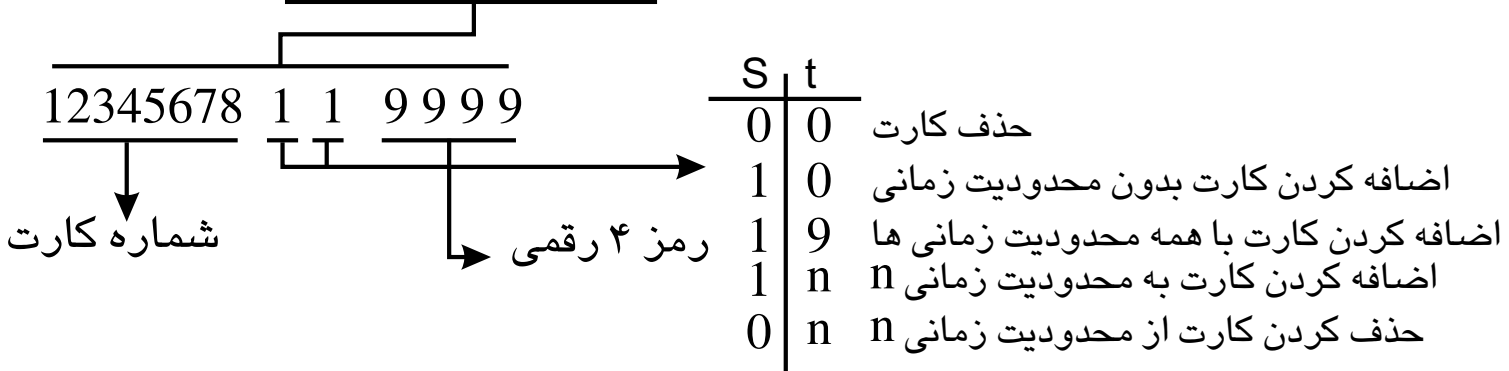 12345678 1 1 9999
شماره کارت
رمز ۴ رقمی
S t
0 0 حذف کارت
1 0 اضافه کردن کارت بدون محدودیت زمانی
1 9 اضافه کردن کارت با همه محدودیت زمانی ها
1 n اضافه کردن کارت به محدودیت زمانی n
0 n حذف کردن کارت از محدودیت زمانی n